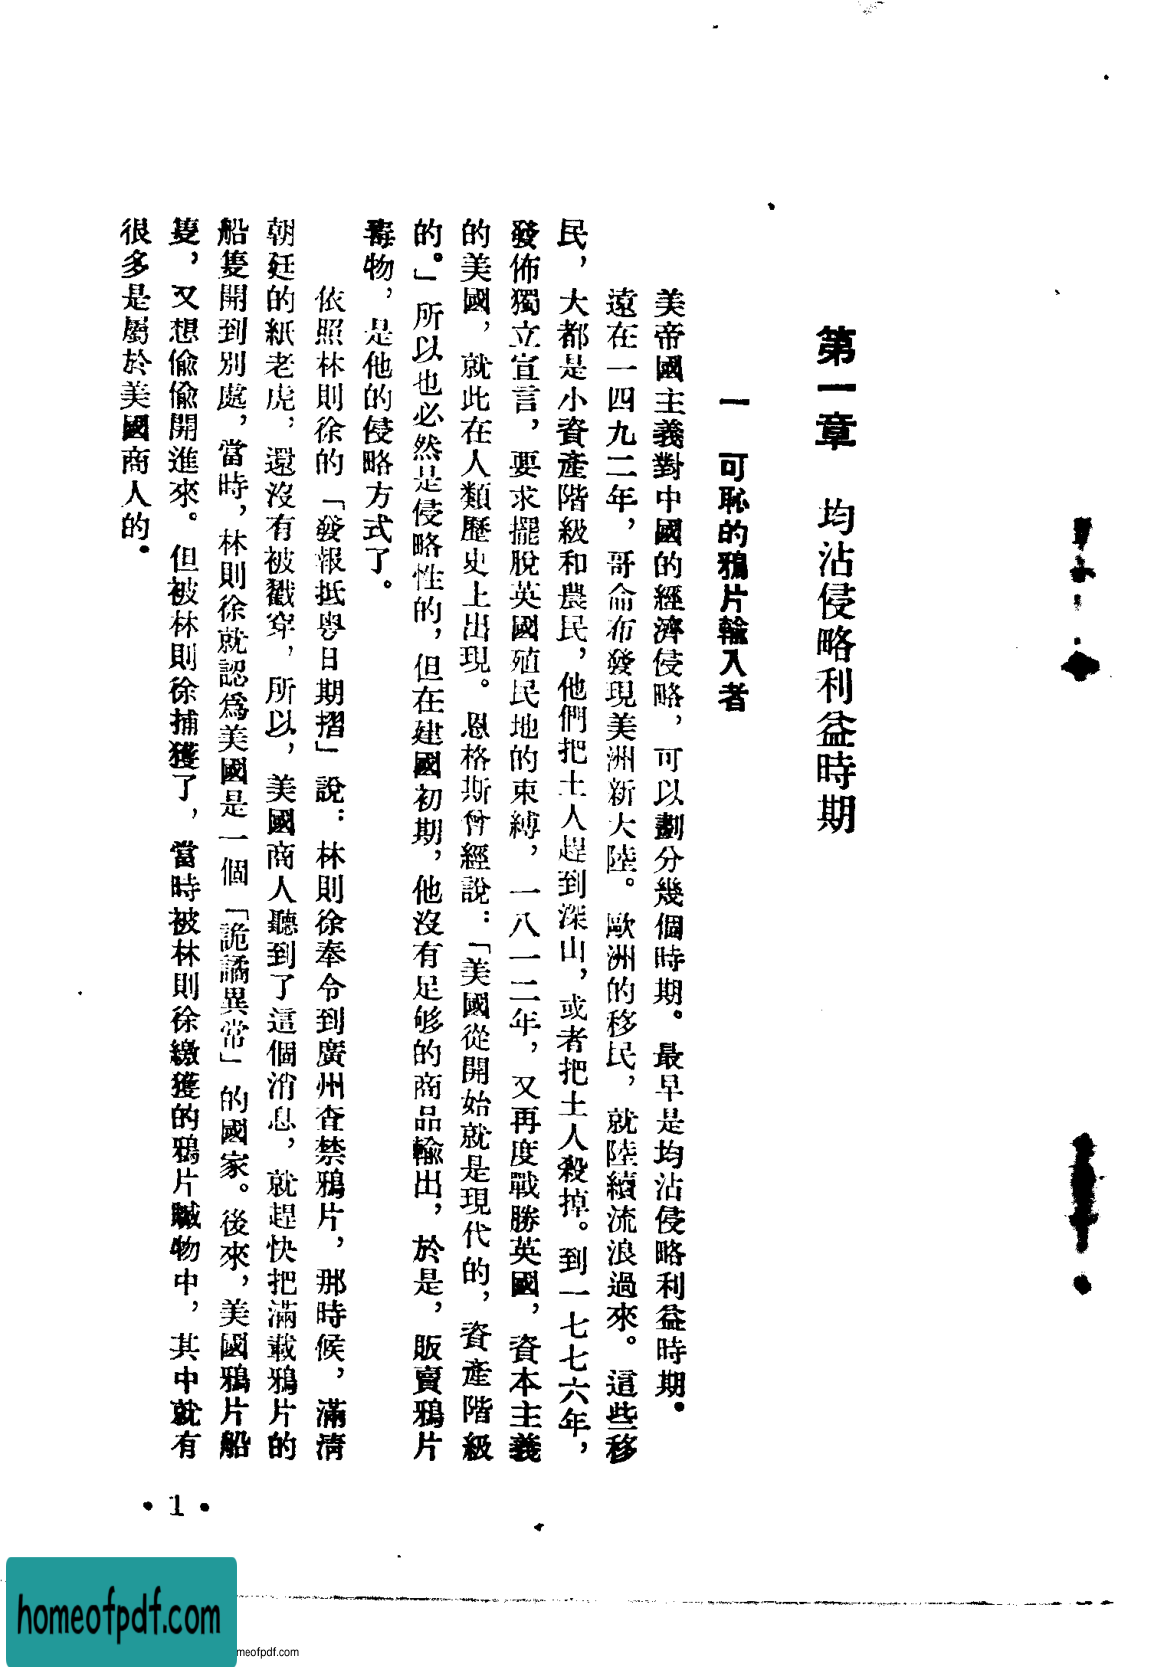 第一章　均沾侵略利益時期
一　可恥的鴉片輸入者
美帝國主義對中國的經濟侵略，可以劃分幾個時期。最早是均沾侵略利益時期。
遠在一四九二年，哥侖布發現美洲新大陸。歐洲的移民，就陸續流浪過來。這些移
民，大都是小資產階級和農民，他們把土人趕到深山，或者把土人殺掉。到一七七六年，
發佈獨立宣言，要求擺脫英國殖民地的束縛，一八一二年，又再度戰勝英國，資本主義
的美國，就此在人類歷史上出現。恩格斯曾經說：「美國從開始就是現代的，資產階級
的。」所以也必然是侵略性的，但在建國初期，他沒有足够的商品輸出，於是，販賣鴉片
毒物，是他的侵略方式了。
依照林則徐的「發報抵粵日期摺」說：林則徐奉令到廣州查禁鴉片，那時候，滿清
朝廷的紙老虎，還沒有被戳穿，所以，美國商人聽到了這個消息，就趕快把滿載鴉片的
船隻開到別處，當時，林則徐就認爲美國是一個「詭譎異常」的國家。後來，美國鴉片船
隻，又想偷偷開進來。但被林則徐捕獲了，當時被林則徐繳獲的鴉片贓物中，其中就有
很多是屬於美國商人的。
•1•
homeofpdf.com
meofpdf.com